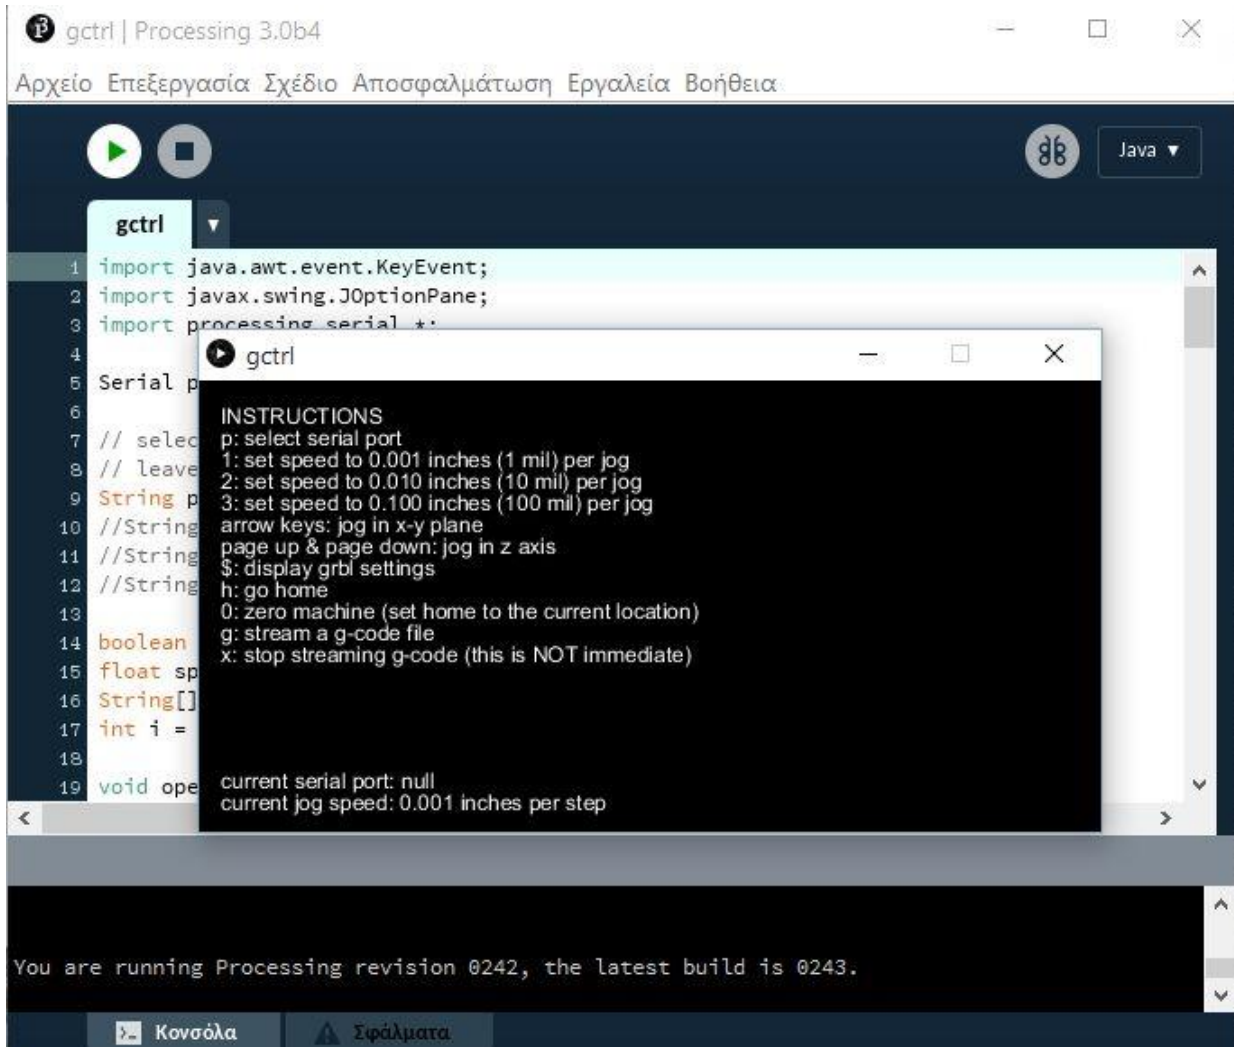 gctrl | Processing 3.0b4
Αρχείο Επεξεργασία Σχέδιο Αποσφαλμάτωση Εργαλεία Βοήθεια
Java ▼
gctrl ▼
1 import java.awt.event.KeyEvent;
2 import javax.swing.JOptionPane;
3 import processing.serial.*;
4
5 Serial p
6
7 // selec
8 // leave
9 String p
10 //String
11 //String
12 //String
13
14 boolean
15 float sp
16 String[]
17 int i =
18
19 void ope
gctrl
INSTRUCTIONS
p: select serial port
1: set speed to 0.001 inches (1 mil) per jog
2: set speed to 0.010 inches (10 mil) per jog
3: set speed to 0.100 inches (100 mil) per jog
arrow keys: jog in x-y plane
page up & page down: jog in z axis
$: display grbl settings
h: go home
0: zero machine (set home to the current location)
g: stream a g-code file
x: stop streaming g-code (this is NOT immediate)
current serial port: null
current jog speed: 0.001 inches per step
You are running Processing revision 0242, the latest build is 0243.
Κονσόλα
Σφάλματα